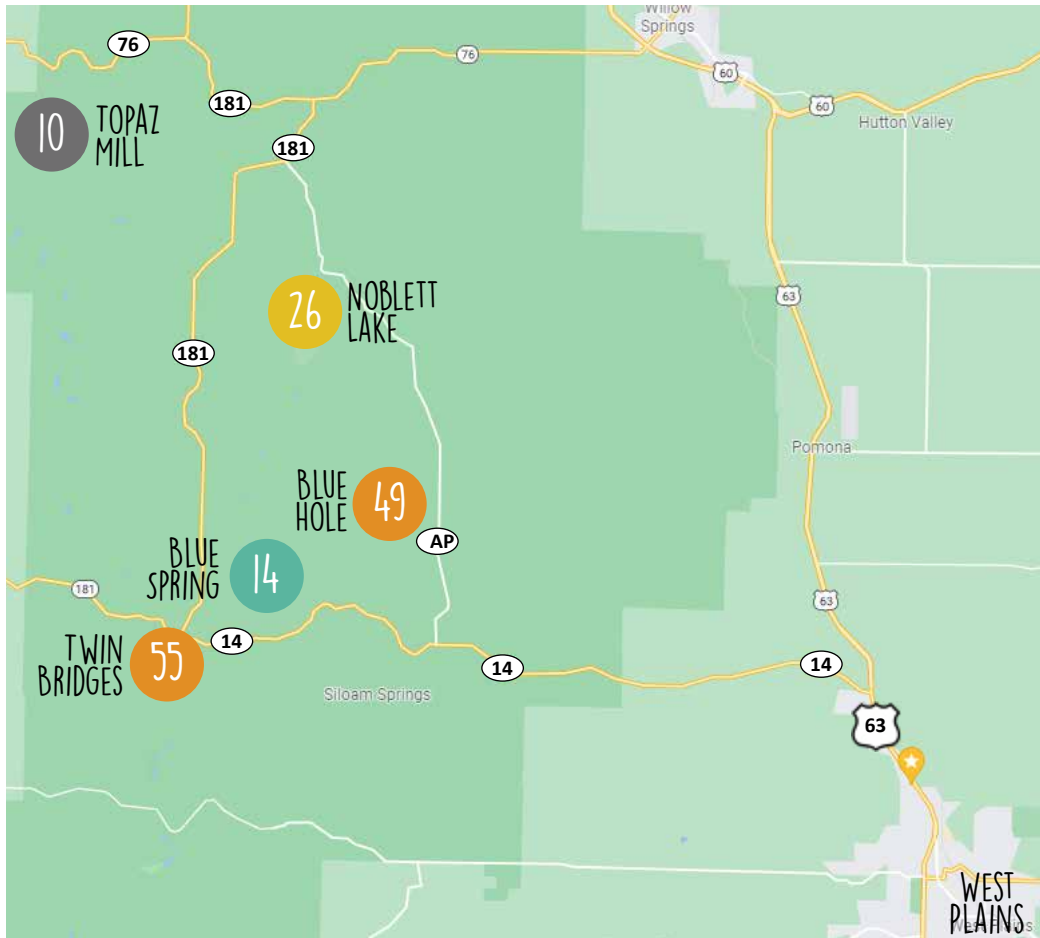 Willow
Springs
76
76
60
181
60
10
TOPAZ
MILL
Hutton Valley
181
26
NOBLETT
LAKE
63
181
Pomona
BLUE
HOLE
49
AP
BLUE
SPRING
14
181
63
TWIN
BRIDGES
55
14
14
14
Siloam Springs
63
WEST
PLAINS
West Plains